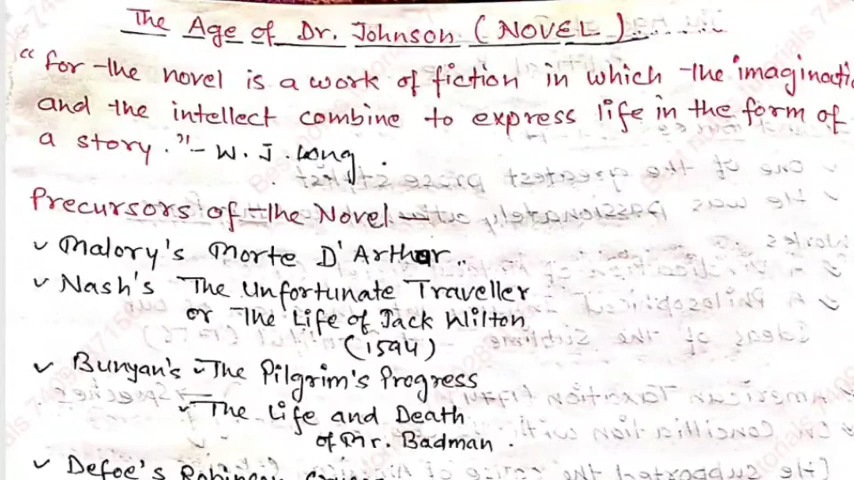 The Age of Dr. Johnson (NOVEL)
"for the novel is a work of fiction in which the imaginatio
and the intellect combine to express life in the form of
a story." - W. J. Long.
Precursors of the Novel —
✓ Malory's Morte D'Arthur..
✓ Nash's The Unfortunate Traveller
or The Life of Jack Wilton
(1594)
✓ Bunyan's ✓ The Pilgrim's Progress
✓ The Life and Death
of Mr. Badman.
✓ Defoe's Robinson Crusoe